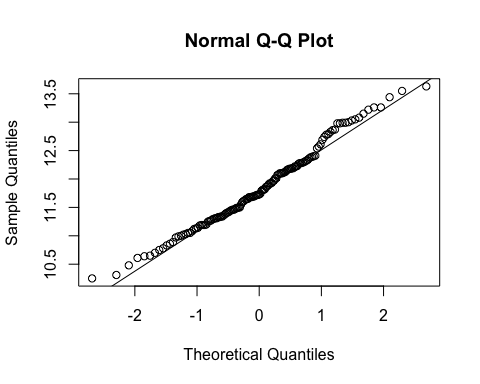 Normal Q-Q Plot
13.5
12.5
11.5
10.5
Sample Quantiles
-2 -1 0 1 2
Theoretical Quantiles